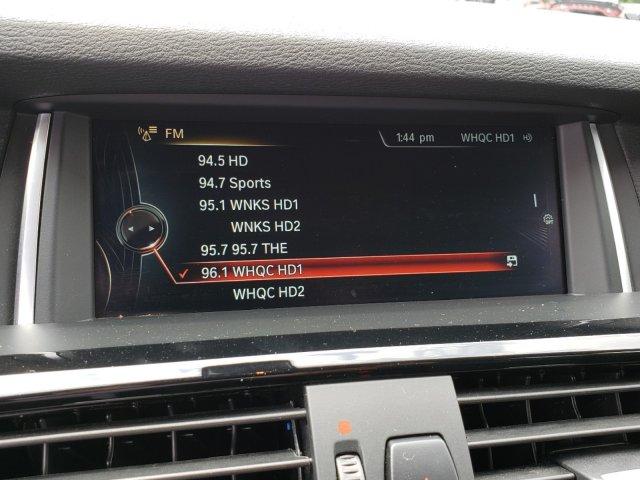 FM
1:44 pm WHQC HD1
94.5 HD
94.7 Sports
95.1 WNKS HD1
WNKS HD2
95.7 95.7 THE
96.1 WHQC HD1
WHQC HD2
OPT